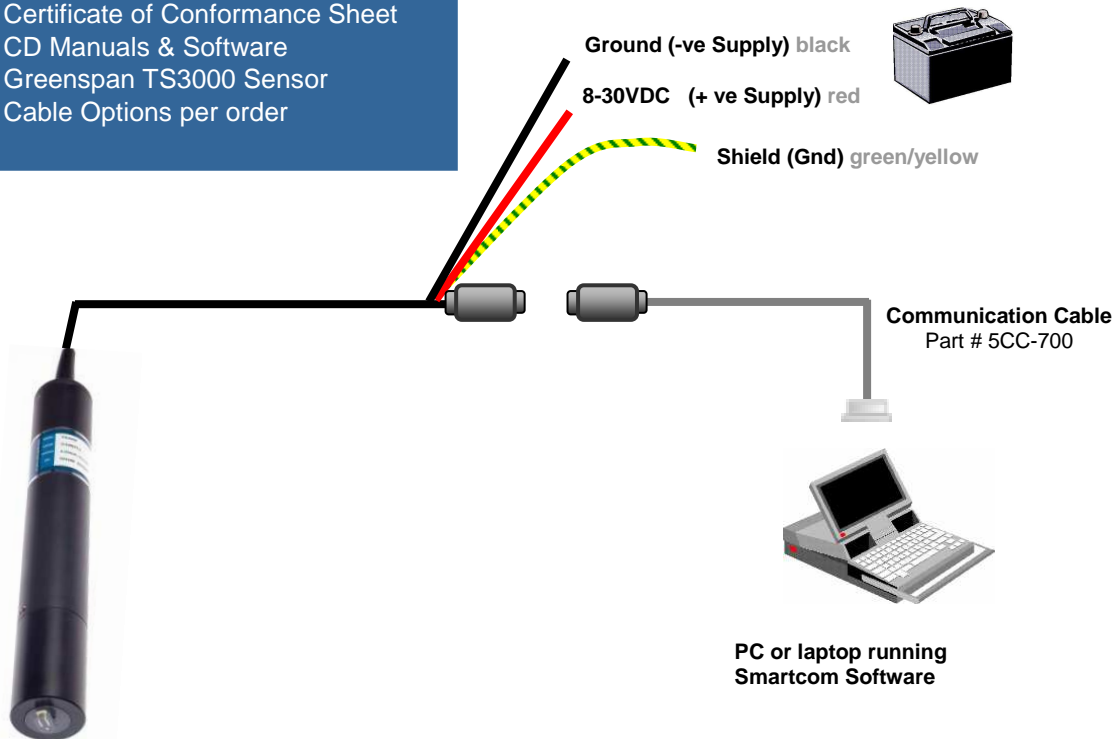 Certificate of Conformance Sheet
CD Manuals & Software
Greenspan TS3000 Sensor
Cable Options per order
Ground (-ve Supply) black
8-30VDC (+ ve Supply) red
Shield (Gnd) green/yellow
Communication Cable
Part # 5CC-700
PC or laptop running
Smartcom Software